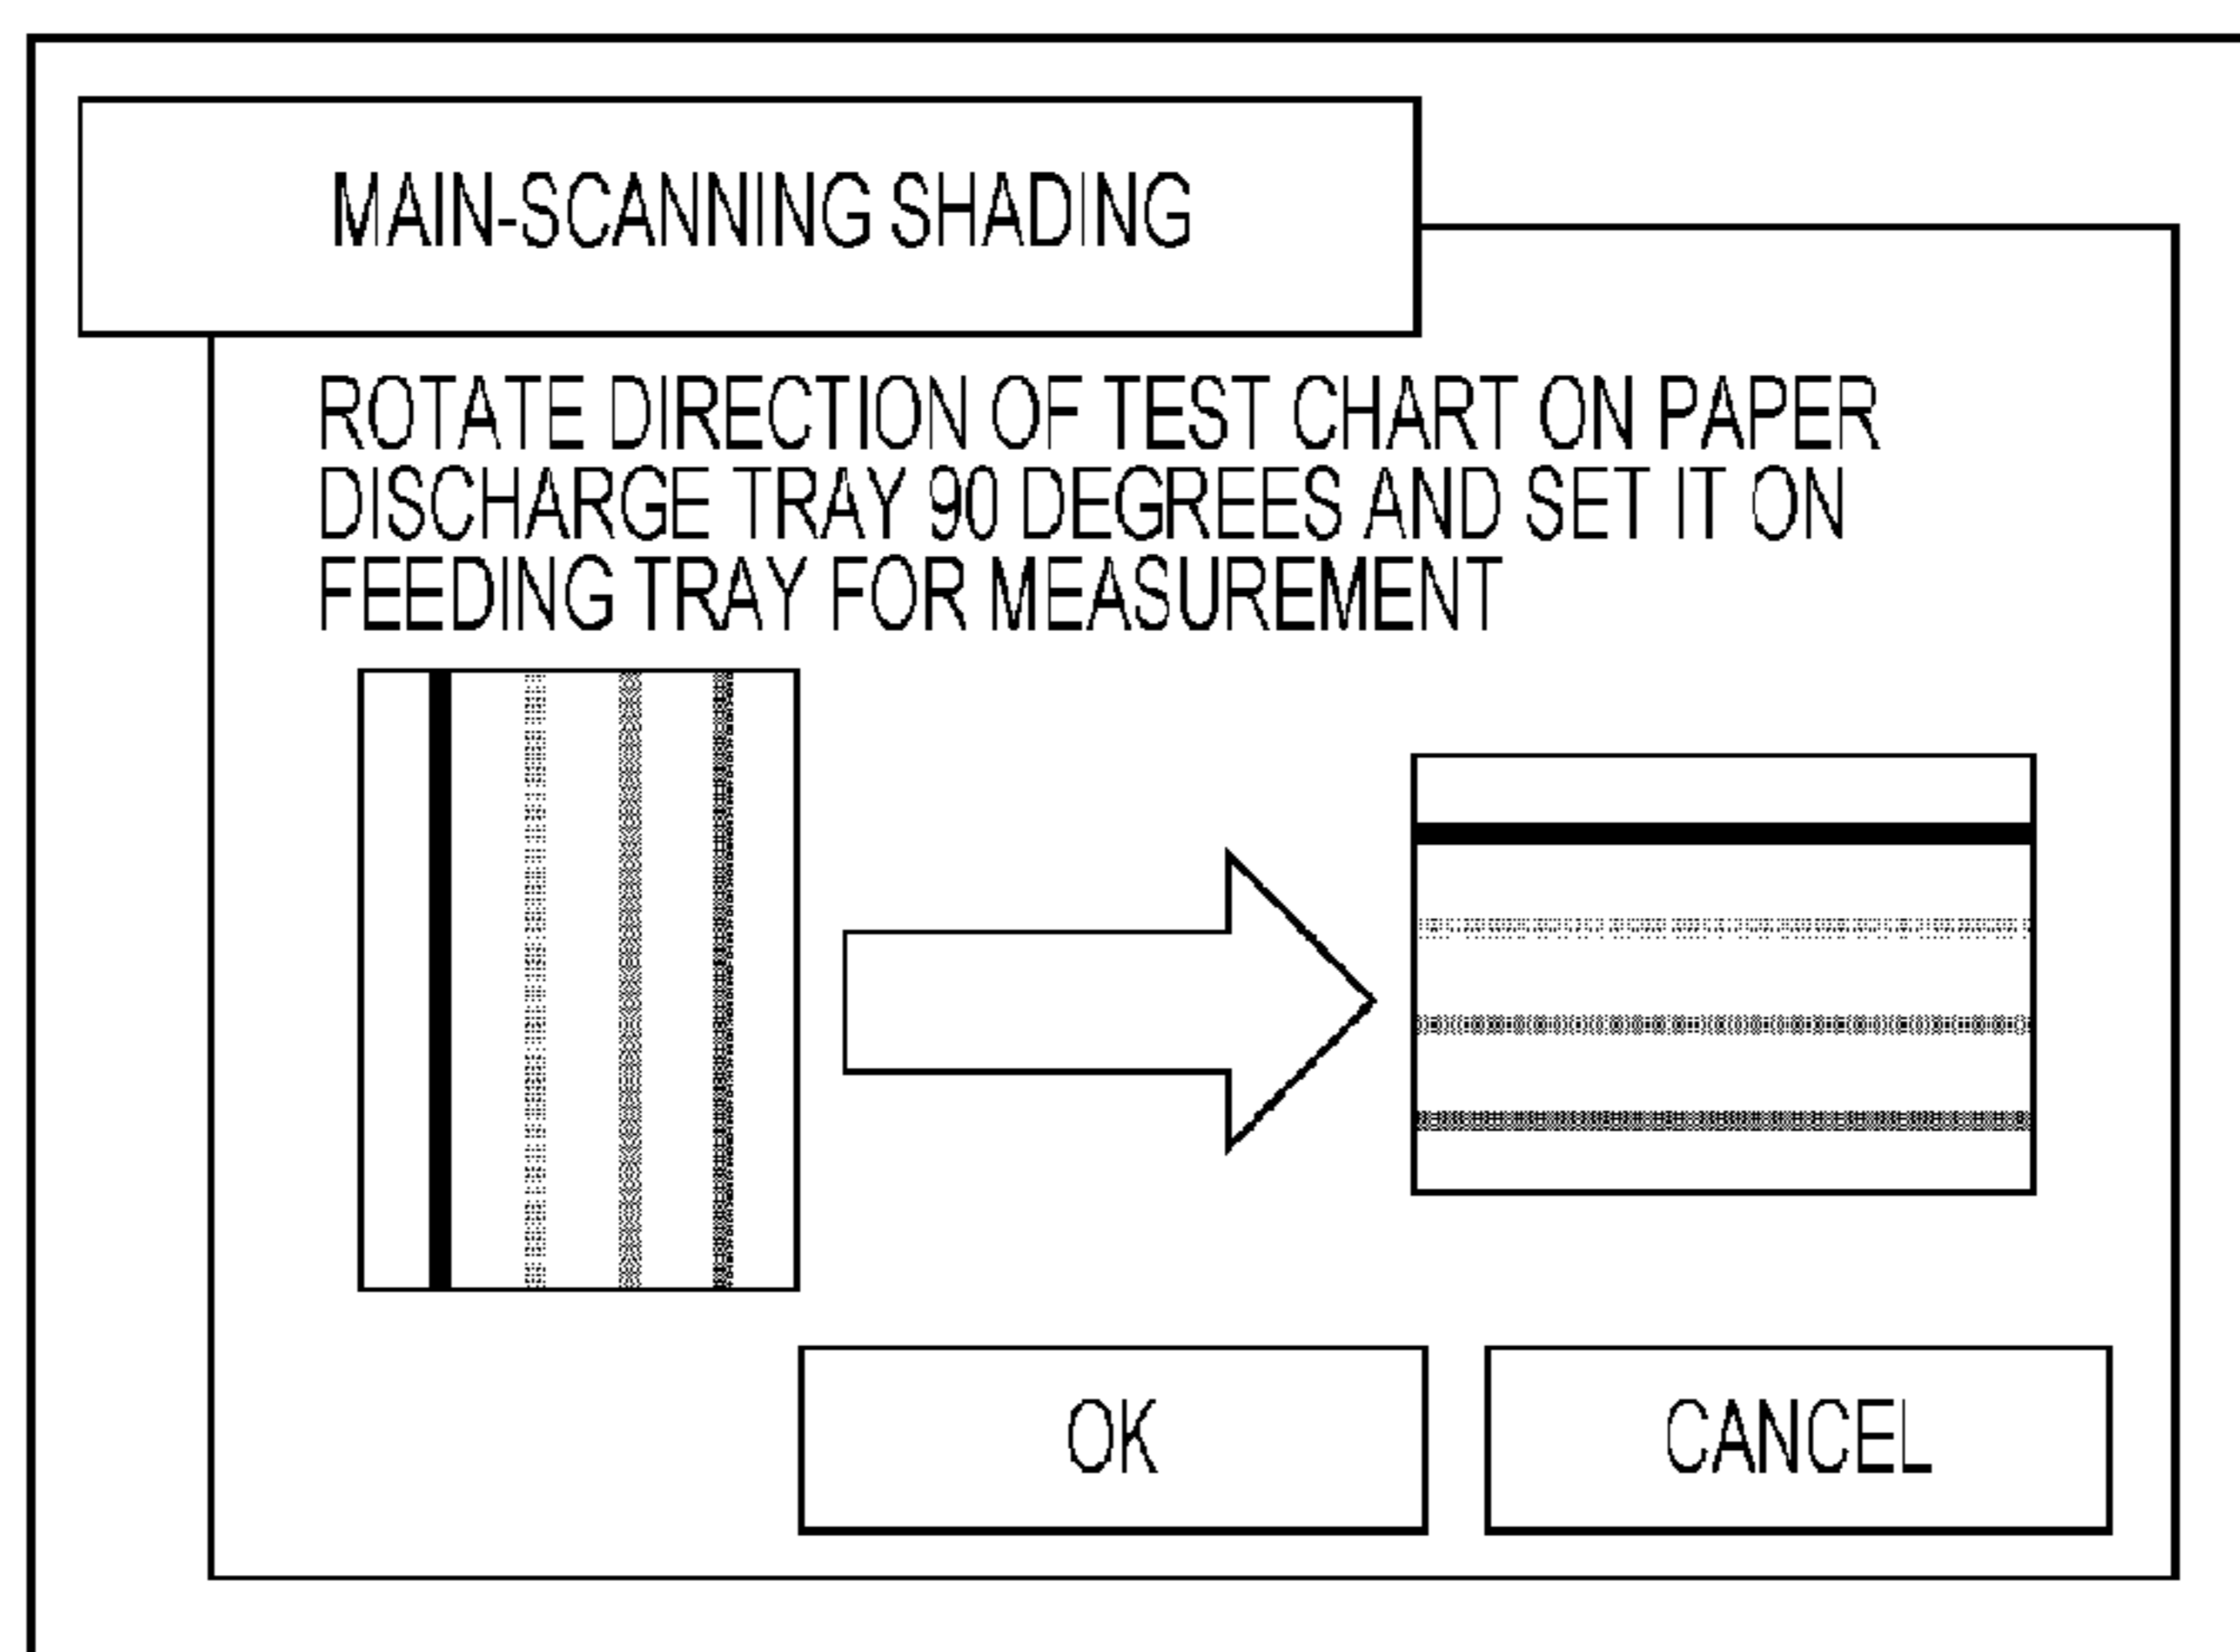 MAIN-SCANNING SHADING
ROTATE DIRECTION OF TEST CHART ON PAPER
DISCHARGE TRAY 90 DEGREES AND SET IT ON
FEEDING TRAY FOR MEASUREMENT
OK
CANCEL